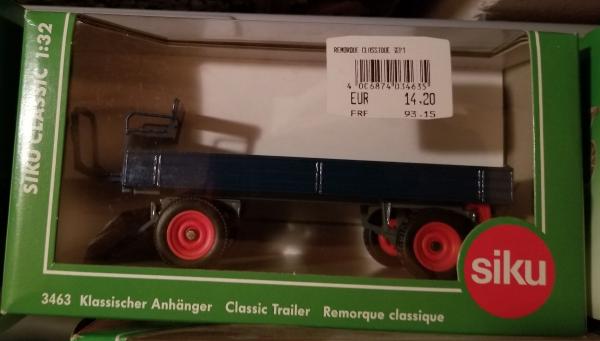 SIKU CLASSIC 1:32
REMORQUE CLASSIQUE
4 006874 034635
EUR 14.20
FRF 93.15
siku
3463 Klassischer Anhänger Classic Trailer Remorque classique